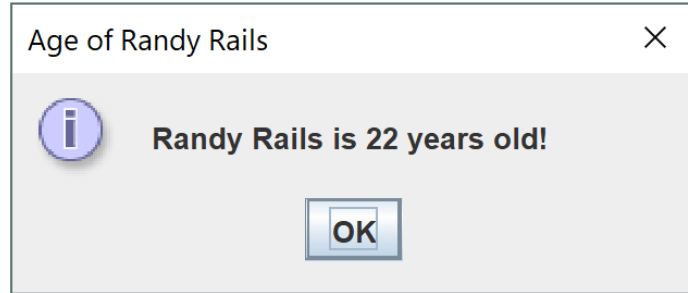 Age of Randy Rails
Randy Rails is 22 years old!
OK